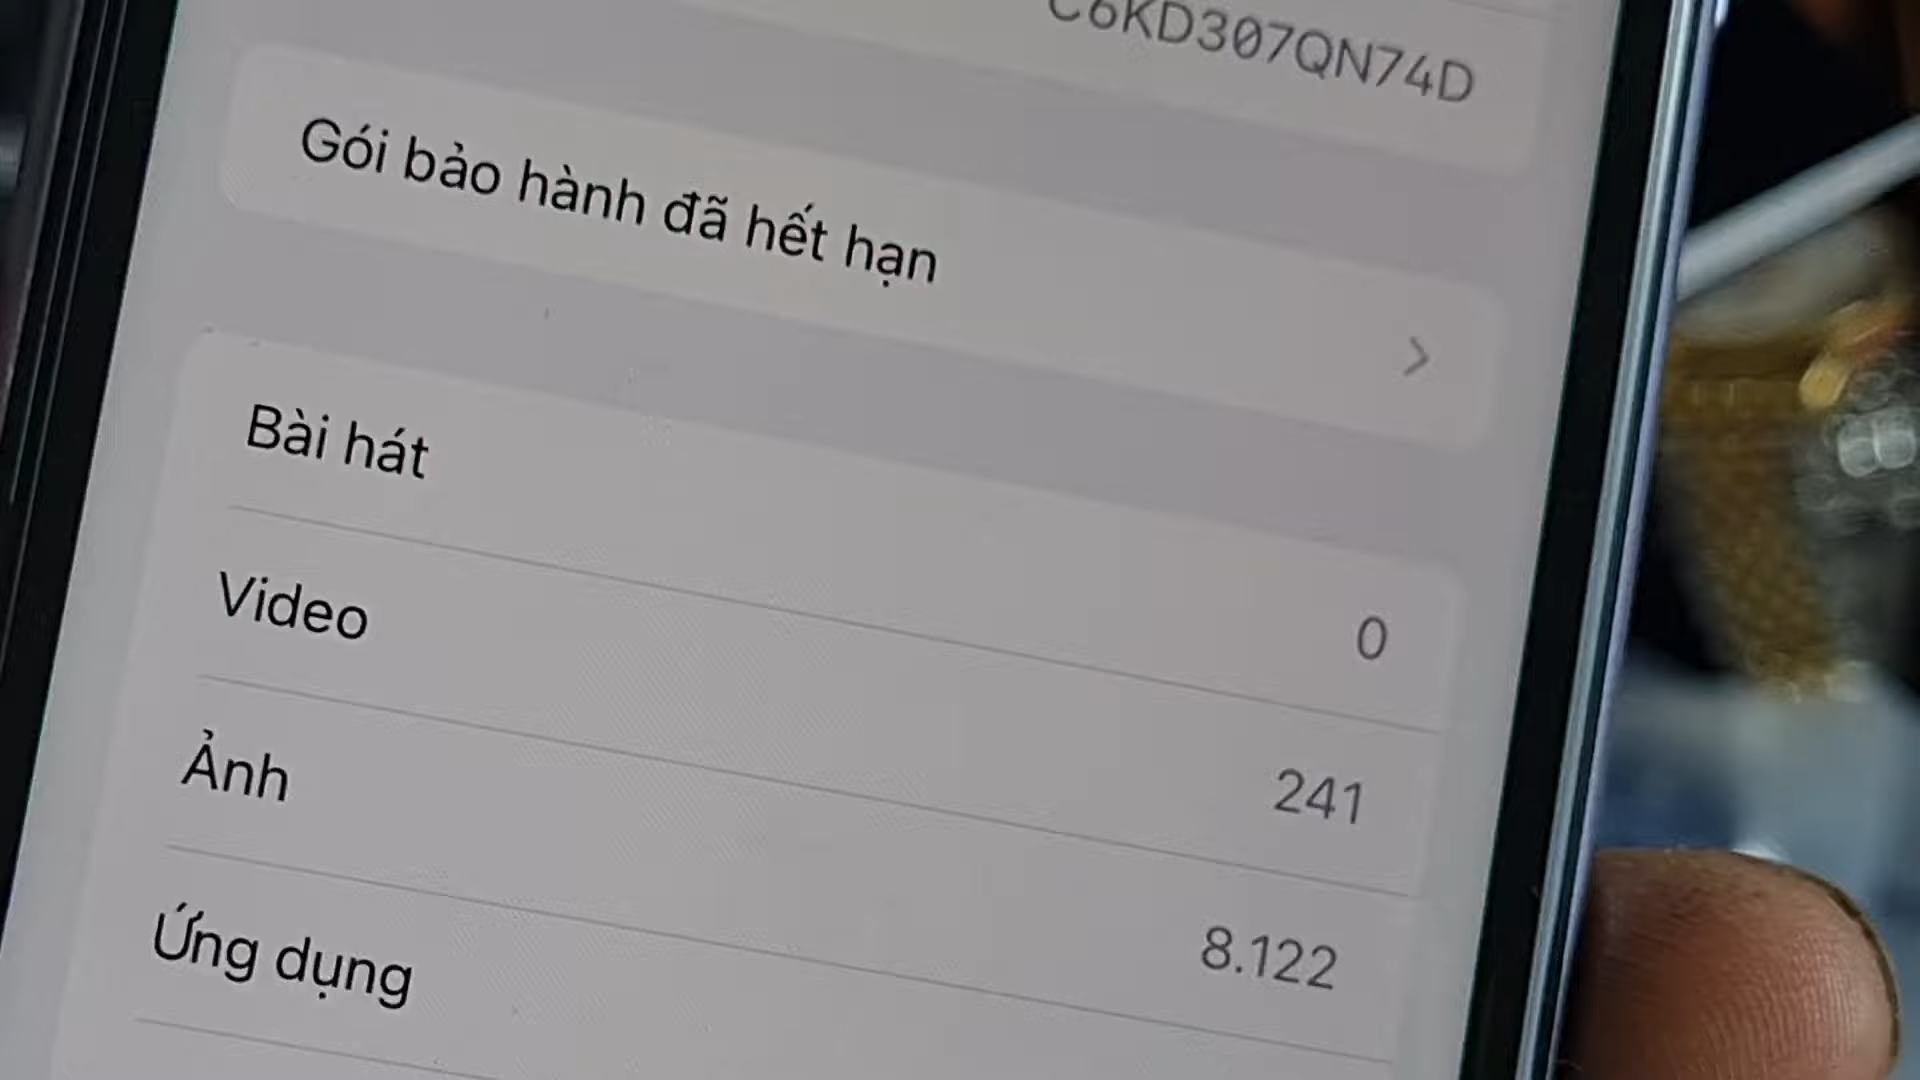 C6KD307QN74D
Gói bảo hành đã hết hạn
Bài hát
0
Video
241
Ảnh
8.122
Ứng dụng